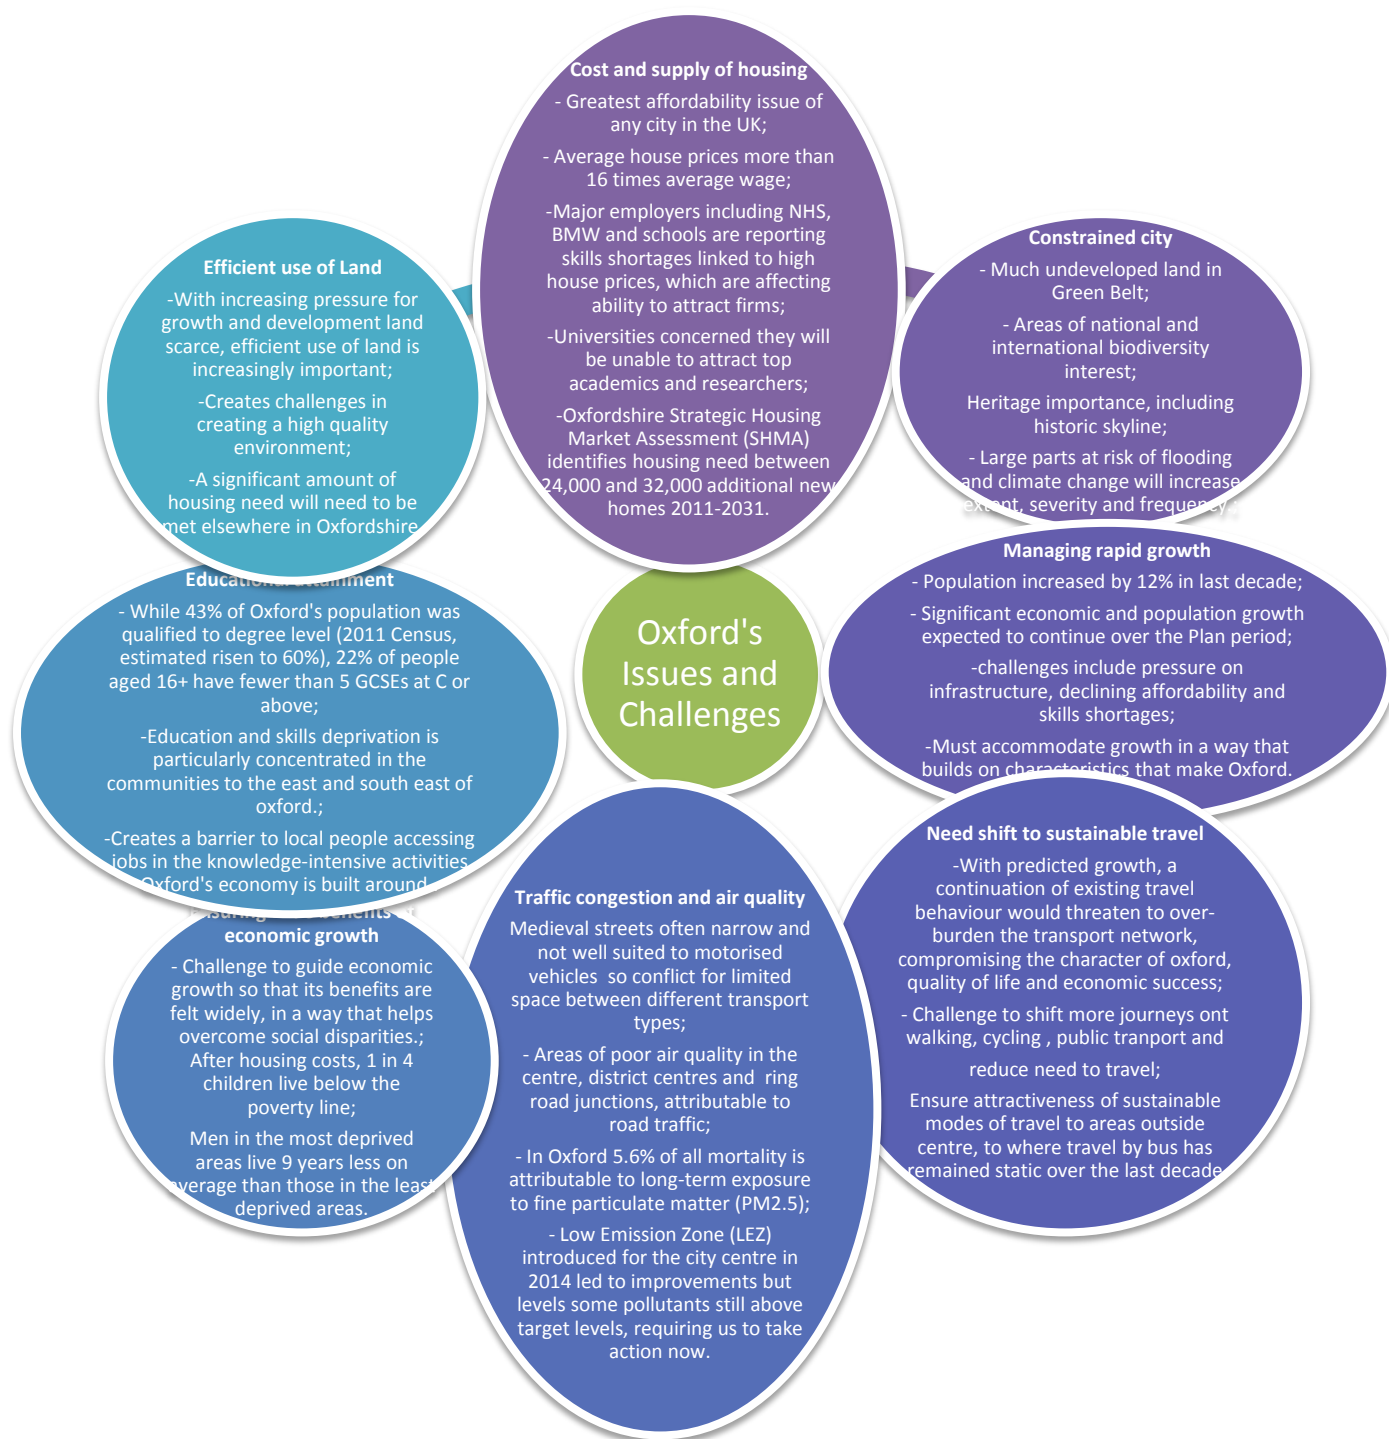 Cost and supply of housing
- Greatest affordability issue of
any city in the UK;
- Average house prices more than
16 times average wage;
-Major employers including NHS,
BMW and schools are reporting
skills shortages linked to high
house prices, which are affecting
ability to attract firms;
-Universities concerned they will
be unable to attract top
academics and researchers;
-Oxfordshire Strategic Housing
Market Assessment (SHMA)
identifies housing need between
24,000 and 32,000 additional new
homes 2011-2031.
Constrained city
- Much undeveloped land in
Green Belt;
- Areas of national and
international biodiversity
interest;
Heritage importance, including
historic skyline;
- Large parts at risk of flooding
and climate change will increase
extent, severity and frequency.;
Managing rapid growth
- Population increased by 12% in last decade;
- Significant economic and population growth
expected to continue over the Plan period;
-challenges include pressure on
infrastructure, declining affordability and
skills shortages;
-Must accommodate growth in a way that
builds on characteristics that make Oxford.
Need shift to sustainable travel
-With predicted growth, a
continuation of existing travel
behaviour would threaten to over-
burden the transport network,
compromising the character of oxford,
quality of life and economic success;
- Challenge to shift more journeys ont
walking, cycling , public tranport and
reduce need to travel;
Ensure attractiveness of sustainable
modes of travel to areas outside
centre, to where travel by bus has
remained static over the last decade
Traffic congestion and air quality
Medieval streets often narrow and
not well suited to motorised
vehicles so conflict for limited
space between different transport
types;
- Areas of poor air quality in the
centre, district centres and ring
road junctions, attributable to
road traffic;
- In Oxford 5.6% of all mortality is
attributable to long-term exposure
to fine particulate matter (PM2.5);
- Low Emission Zone (LEZ)
introduced for the city centre in
2014 led to improvements but
levels some pollutants still above
target levels, requiring us to take
action now.
benefits of
economic growth
- Challenge to guide economic
growth so that its benefits are
felt widely, in a way that helps
overcome social disparities.;
After housing costs, 1 in 4
children live below the
poverty line;
Men in the most deprived
areas live 9 years less on
average than those in the least
deprived areas.
Educational attainment
- While 43% of Oxford's population was
qualified to degree level (2011 Census,
estimated risen to 60%), 22% of people
aged 16+ have fewer than 5 GCSEs at C or
above;
-Education and skills deprivation is
particularly concentrated in the
communities to the east and south east of
oxford.;
-Creates a barrier to local people accessing
jobs in the knowledge-intensive activities
Oxford's economy is built around.
Efficient use of Land
-With increasing pressure for
growth and development land
scarce, efficient use of land is
increasingly important;
-Creates challenges in
creating a high quality
environment;
-A significant amount of
housing need will need to be
met elsewhere in Oxfordshire
Oxford's
Issues and
Challenges